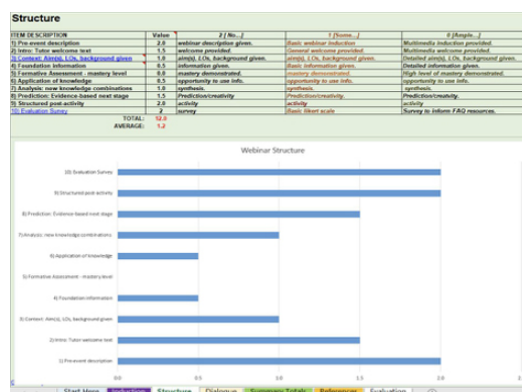 Structure
ITEM DESCRIPTION Value 2 [ No...] 1 [Some...] 0 [Ample...]
1) Pre-event description 2.0 webinar description given. Basic webinar induction Multimedia induction provided.
2) Intro: Tutor welcome text 1.5 welcome provided. General welcome provided. Multimedia welcome provided.
3) Context: Aim(s), LOs, background given 1.0 aim(s), LOs, background given. aim(s), LOs, background given. Detailed aim(s), LOs, background given.
4) Foundation information 0.5 information given. Basic information given. Detailed information given.
5) Formative Assessment - mastery level 0.0 mastery demonstrated. mastery demonstrated. High level of mastery demonstrated.
6) Application of knowledge 0.5 opportunity to use info. opportunity to use info. opportunity to use info.
7) Analysis: new knowledge combinations 1.0 synthesis. synthesis. synthesis.
8) Prediction: Evidence-based next stage 1.5 Prediction/creativity. Prediction/creativity. Prediction/creativity.
9) Structured post-activity 2.0 activity activity activity
10) Evaluation Survey 2 survey Basic likert scale Survey to inform FAQ resources.
TOTAL: 12.0
AVERAGE: 1.2
Webinar Structure
10) Evaluation Survey
9) Structured post-activity
8) Prediction: Evidence-based next stage
7) Analysis: new knowledge combinations
6) Application of knowledge
5) Formative Assessment - mastery level
4) Foundation information
3) Context: Aim(s), LOs, background given
2) Intro: Tutor welcome text
1) Pre-event description
0.0 0.5 1.0 1.5 2.0
Start Here Induction Structure Dialogue Summary Totals References Evaluation